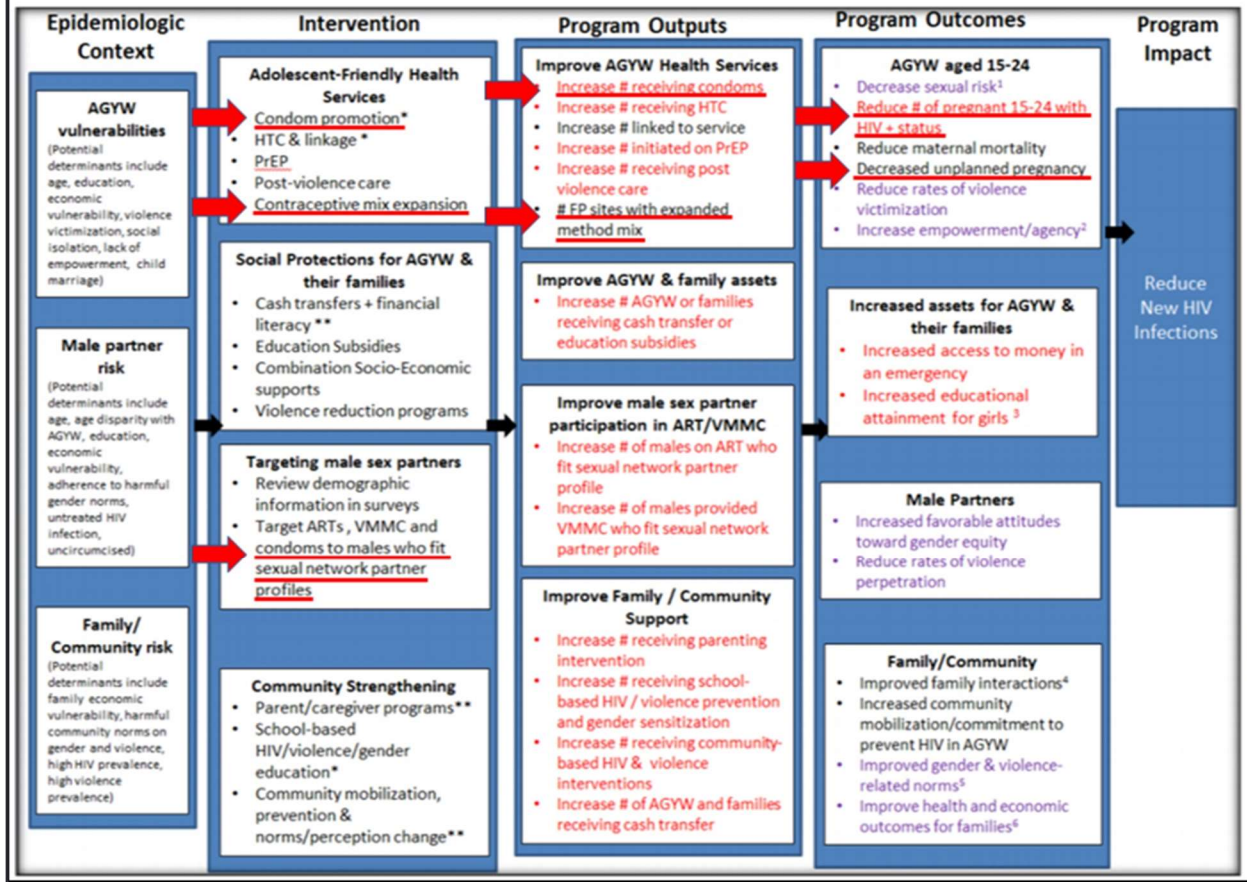 Epidemiologic
Context
AGYW
vulnerabilities
(Potential
determinants include
age, education,
economic
vulnerability, violence
victimization, social
isolation, lack of
empowerment, child
marriage)
Male partner
risk
(Potential
determinants include
age, age disparity with
AGYW, education,
economic
vulnerability,
adherence to harmful
gender norms,
untreated HIV
infection,
uncircumcised)
Family/
Community risk
(Potential
determinants include
family economic
vulnerability, harmful
community norms on
gender and violence,
high HIV prevalence,
high violence
prevalence)
Intervention
Adolescent-Friendly Health
Services
• Condom promotion*
• HTC & linkage *
• PrEP
• Post-violence care
• Contraceptive mix expansion
Social Protections for AGYW &
their families
• Cash transfers + financial
literacy **
• Education Subsidies
• Combination Socio-Economic
supports
• Violence reduction programs
Targeting male sex partners
• Review demographic
information in surveys
• Target ARTs , VMMC and
condoms to males who fit
sexual network partner
profiles
Community Strengthening
• Parent/caregiver programs**
• School-based
HIV/violence/gender
education*
• Community mobilization,
prevention &
norms/perception change**
Program Outputs
Improve AGYW Health Services
• Increase # receiving condoms
• Increase # receiving HTC
• Increase # linked to service
• Increase # initiated on PrEP
• Increase # receiving post
violence care
• # FP sites with expanded
method mix
Improve AGYW & family assets
• Increase # AGYW or families
receiving cash transfer or
education subsidies
Improve male sex partner
participation in ART/VMMC
• Increase # of males on ART who
fit sexual network partner
profile
• Increase # of males provided
VMMC who fit sexual network
partner profile
Improve Family / Community
Support
• Increase # receiving parenting
intervention
• Increase # receiving school-
based HIV / violence prevention
and gender sensitization
• Increase # receiving community-
based HIV & violence
interventions
• Increase # of AGYW and families
receiving cash transfer
Program Outcomes
AGYW aged 15-24
• Decrease sexual risk¹
• Reduce # of pregnant 15-24 with
HIV + status
• Reduce maternal mortality
• Decreased unplanned pregnancy
• Reduce rates of violence
victimization
• Increase empowerment/agency²
Increased assets for AGYW &
their families
• Increased access to money in
an emergency
• Increased educational
attainment for girls ³
Male Partners
• Increased favorable attitudes
toward gender equity
• Reduce rates of violence
perpetration
Family/Community
• Improved family interactions⁴
• Increased community
mobilization/commitment to
prevent HIV in AGYW
• Improved gender & violence-
related norms⁵
• Improve health and economic
outcomes for families⁶
Program
Impact
Reduce
New HIV
Infections